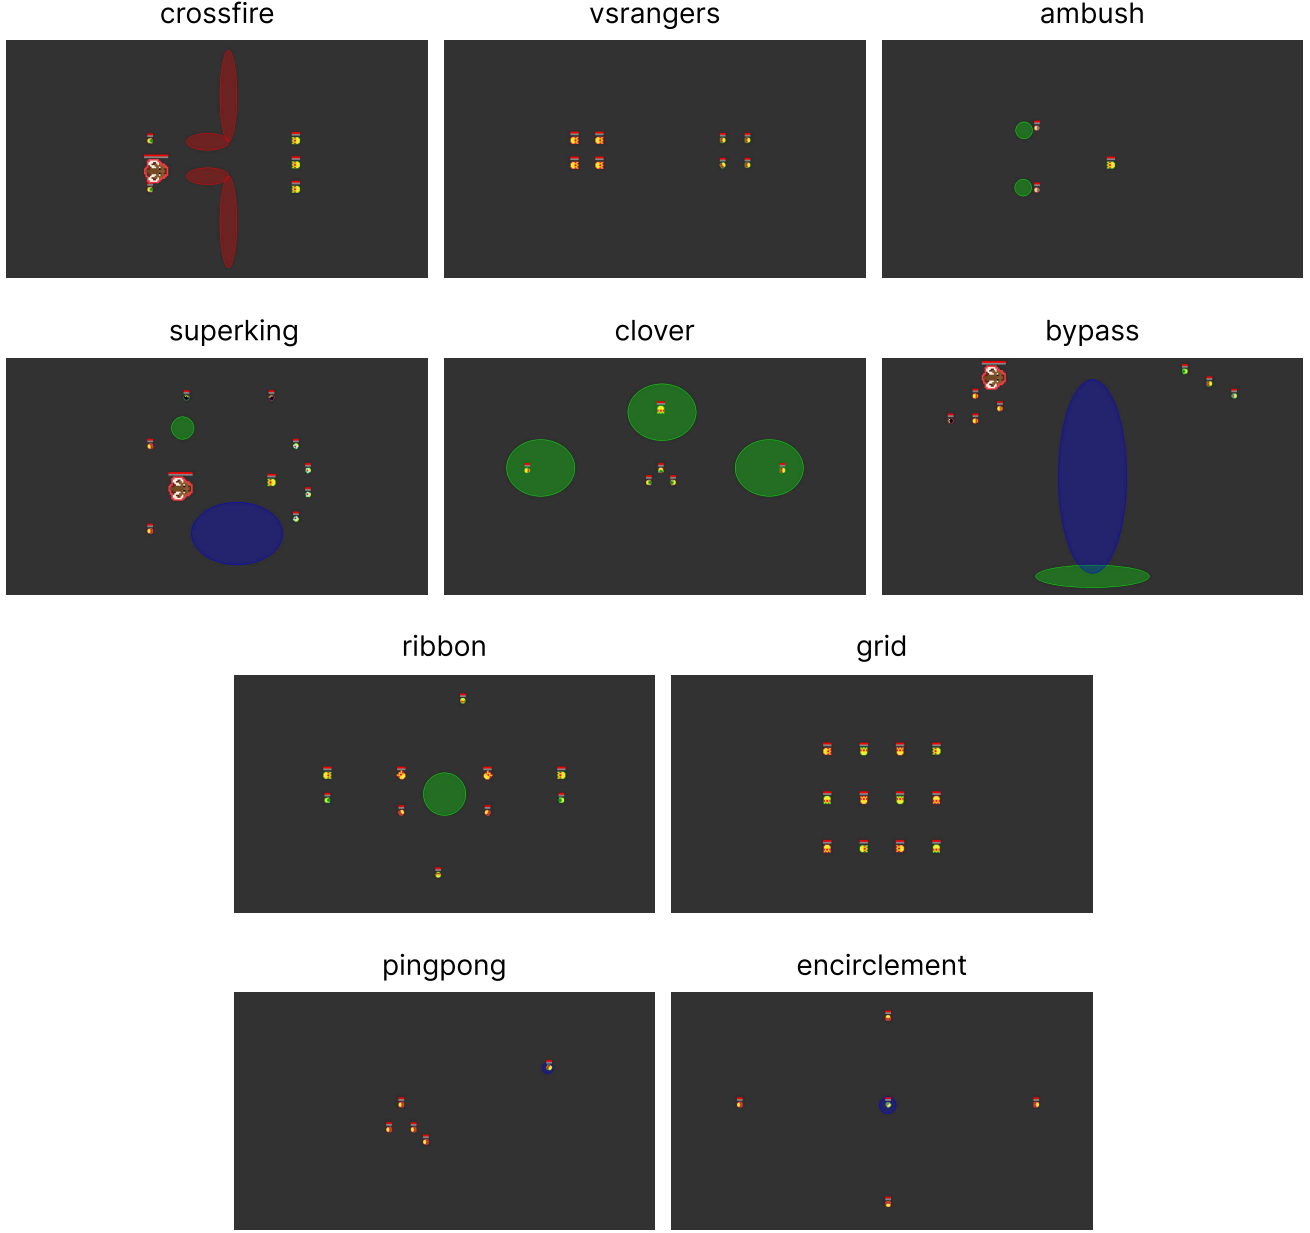 crossfire
vsrangers
ambush
superking
clover
bypass
ribbon
grid
pingpong
encirclement